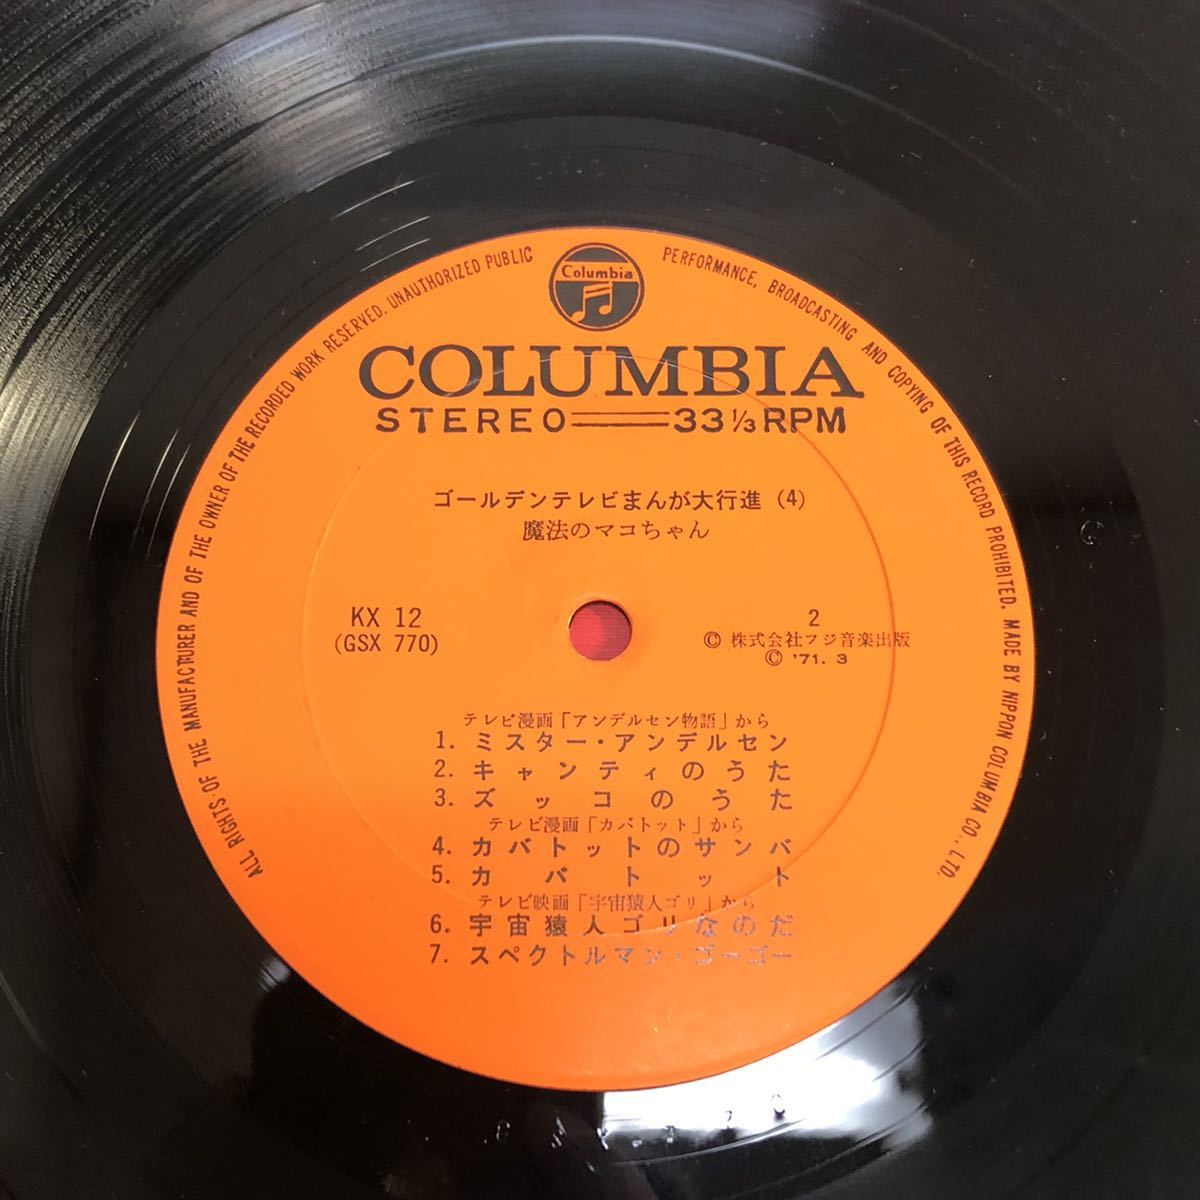 ALL RIGHTS OF THE MANUFACTURER AND OF THE OWNER OF THE RECORDED WORK RESERVED. UNAUTHORIZED PUBLIC PERFORMANCE, BROADCASTING AND COPYING OF THIS RECORD PROHIBITED. MADE BY NIPPON COLUMBIA CO., LTD.
Columbia
COLUMBIA
STEREO 33 1/3 RPM
ゴールデンテレビまんが大行進 (4)
魔法のマコちゃん
KX 12
(GSX 770)
2
© 株式会社フジ音楽出版
© '71. 3
テレビ漫画「アンデルセン物語」から
1. ミスター・アンデルセン
2. キャンティのうた
3. ズッコのうた
テレビ漫画「カバトット」から
4. カバトットのサンバ
5. カバトット
テレビ映画「宇宙猿人ゴリ」から
6. 宇宙猿人ゴリなのだ
7. スペクトルマン・ゴーゴー